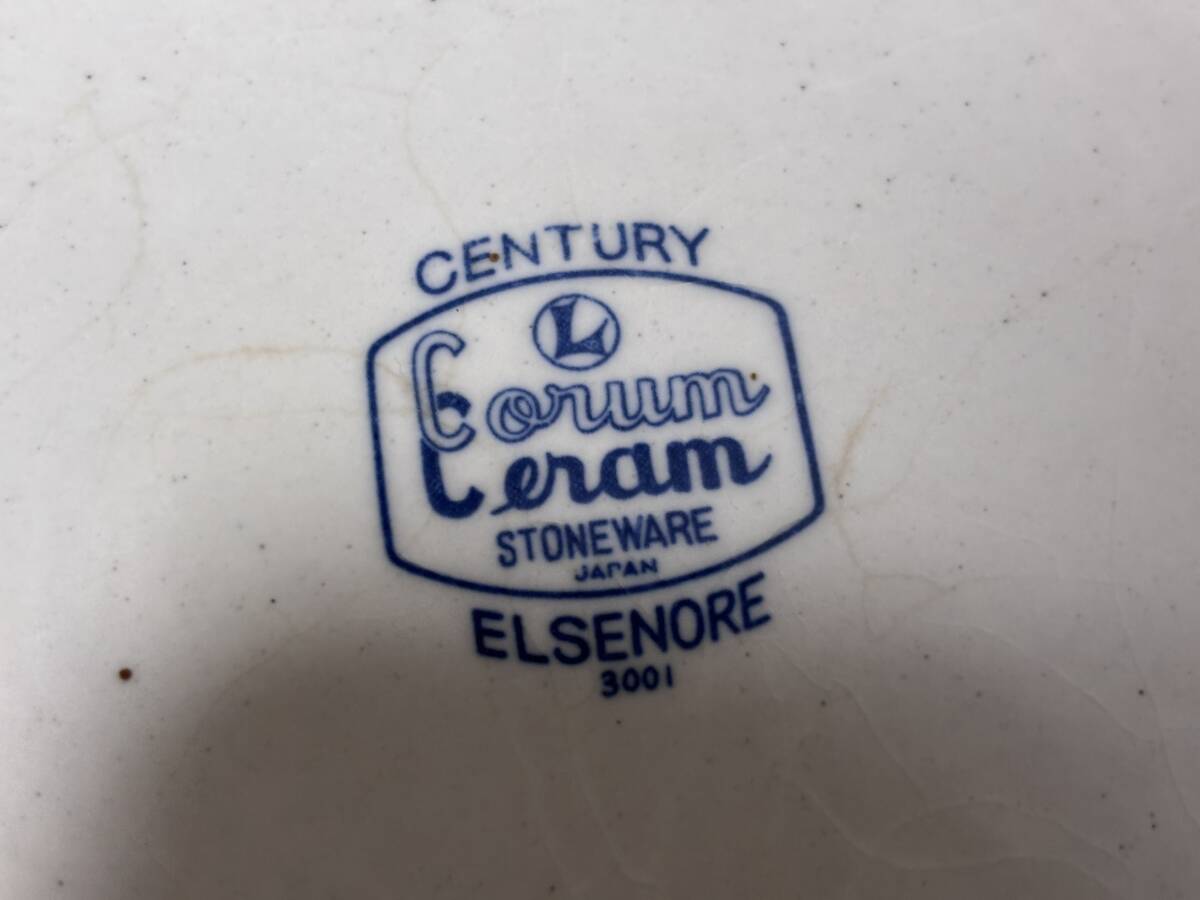 CENTURY
L
Corum
Ceram
STONEWARE
JAPAN
ELSENORE
3001